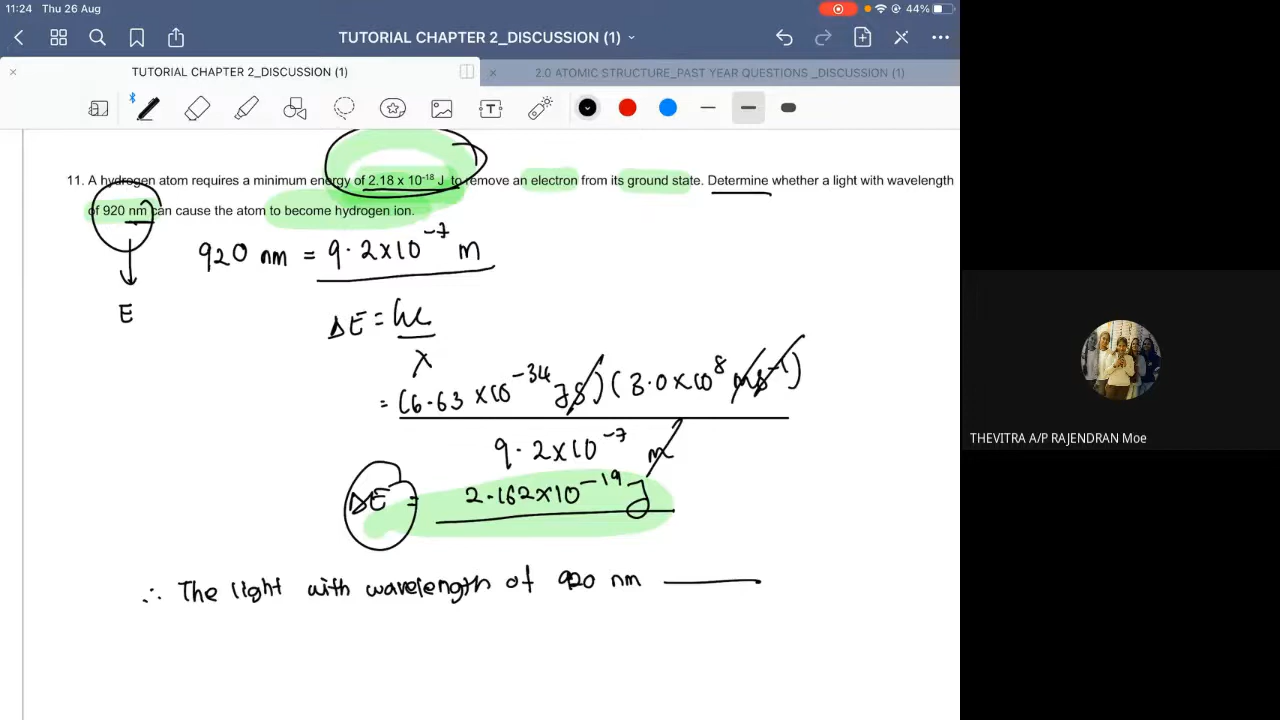 11:24 Thu 26 Aug 44%
TUTORIAL CHAPTER 2_DISCUSSION (1)
TUTORIAL CHAPTER 2_DISCUSSION (1)
2.0 ATOMIC STRUCTURE_PAST YEAR QUESTIONS _DISCUSSION (1)
11. A hydrogen atom requires a minimum energy of 2.18 x 10⁻¹⁸ J to remove an electron from its ground state. Determine whether a light with wavelength
of 920 nm can cause the atom to become hydrogen ion.
920 nm = 9.2×10⁻⁷ m
E
ΔE = hc
λ
= (6.63 ×10⁻³⁴ Js) (3.0×10⁸ ms⁻¹)
9.2×10⁻⁷ m
ΔE = 2.162×10⁻¹⁹ J
∴ The light with wavelength of 920 nm
THEVITRA A/P RAJENDRAN Moe